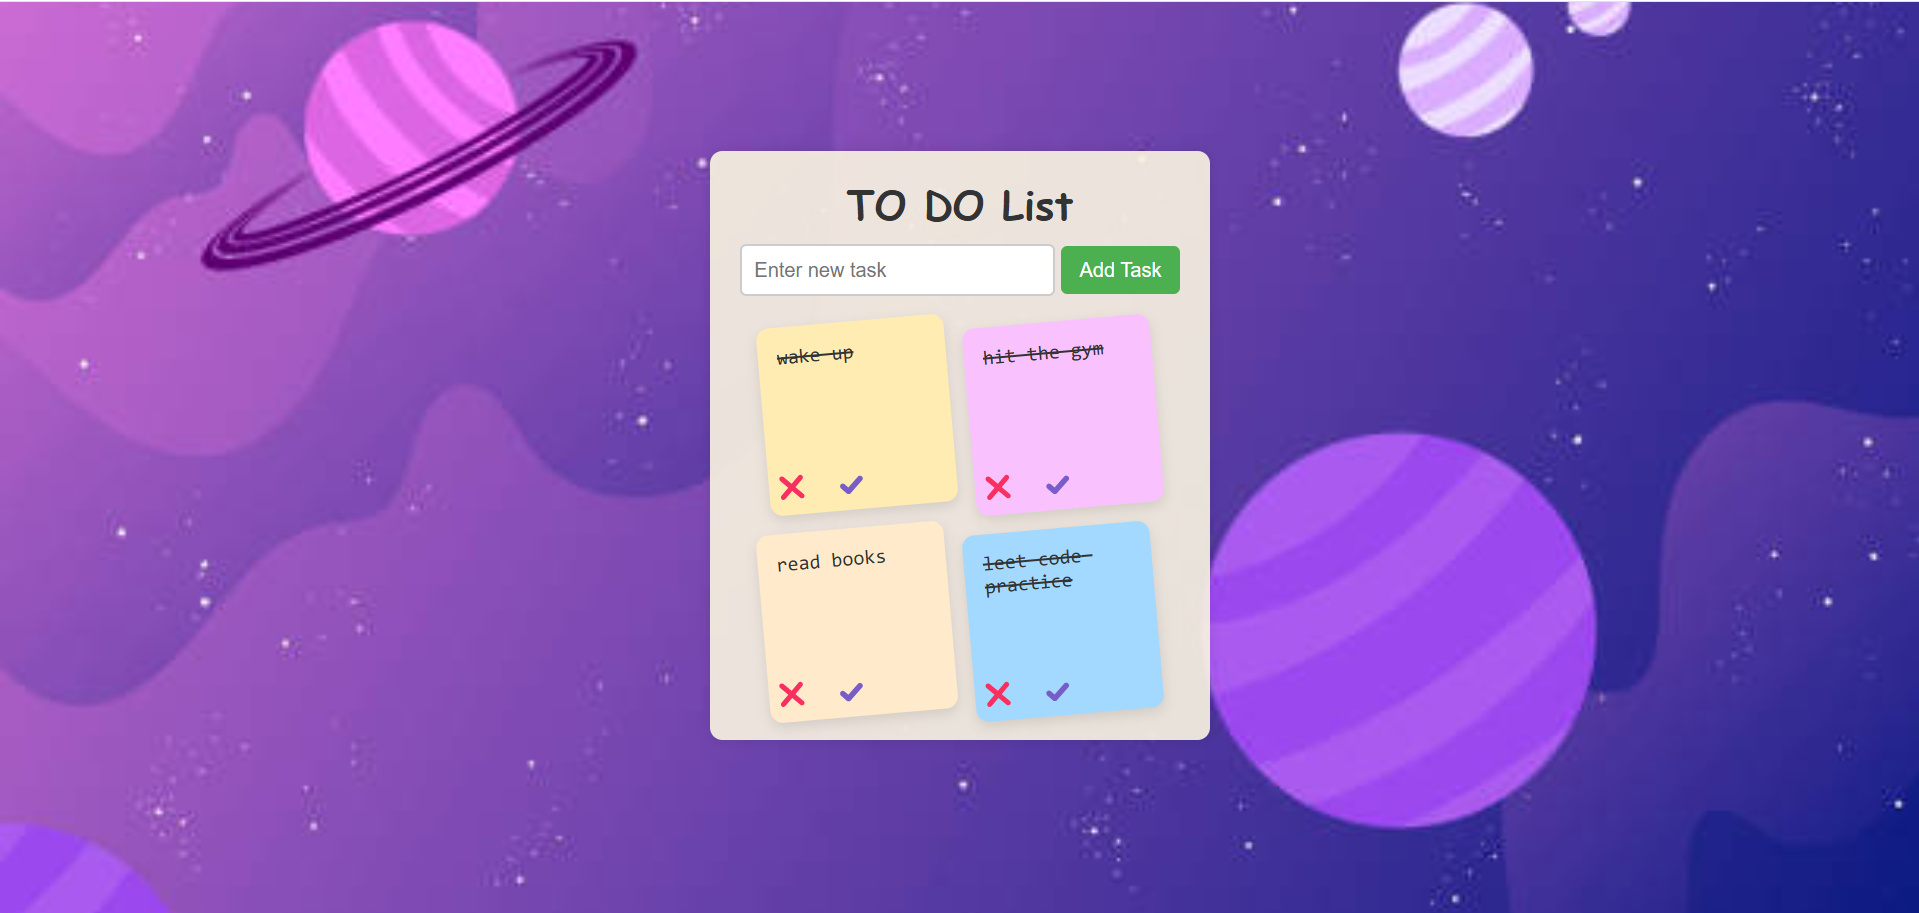 TO DO List
Enter new task
Add Task
wake up
hit the gym
read books
leet code
practice